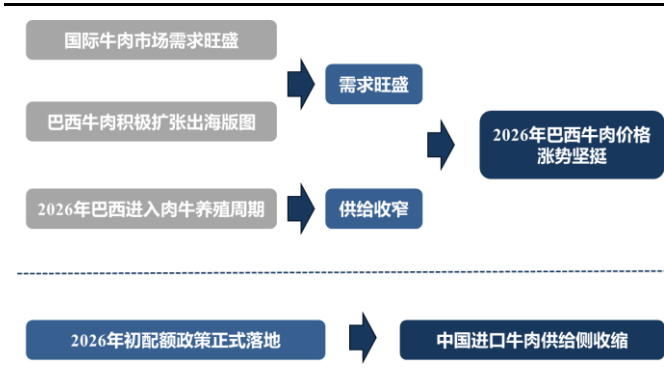 国际牛肉市场需求旺盛
需求旺盛
巴西牛肉积极扩张出海版图
2026年巴西牛肉价格
涨势坚挺
2026年巴西进入肉牛养殖周期
供给收窄
2026年初配额政策正式落地
中国进口牛肉供给侧收缩